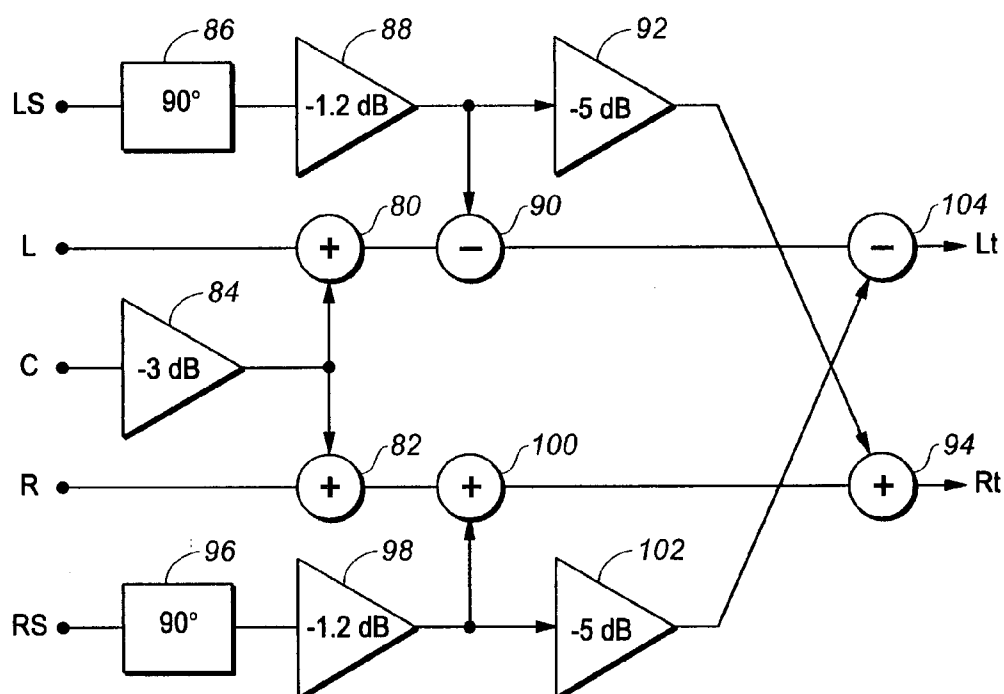 86 88 92
LS 90° -1.2 dB -5 dB
80 90 104
L + − − Lt
84
C -3 dB
82 100 94
R + + + Rt
96 98 102
RS 90° -1.2 dB -5 dB